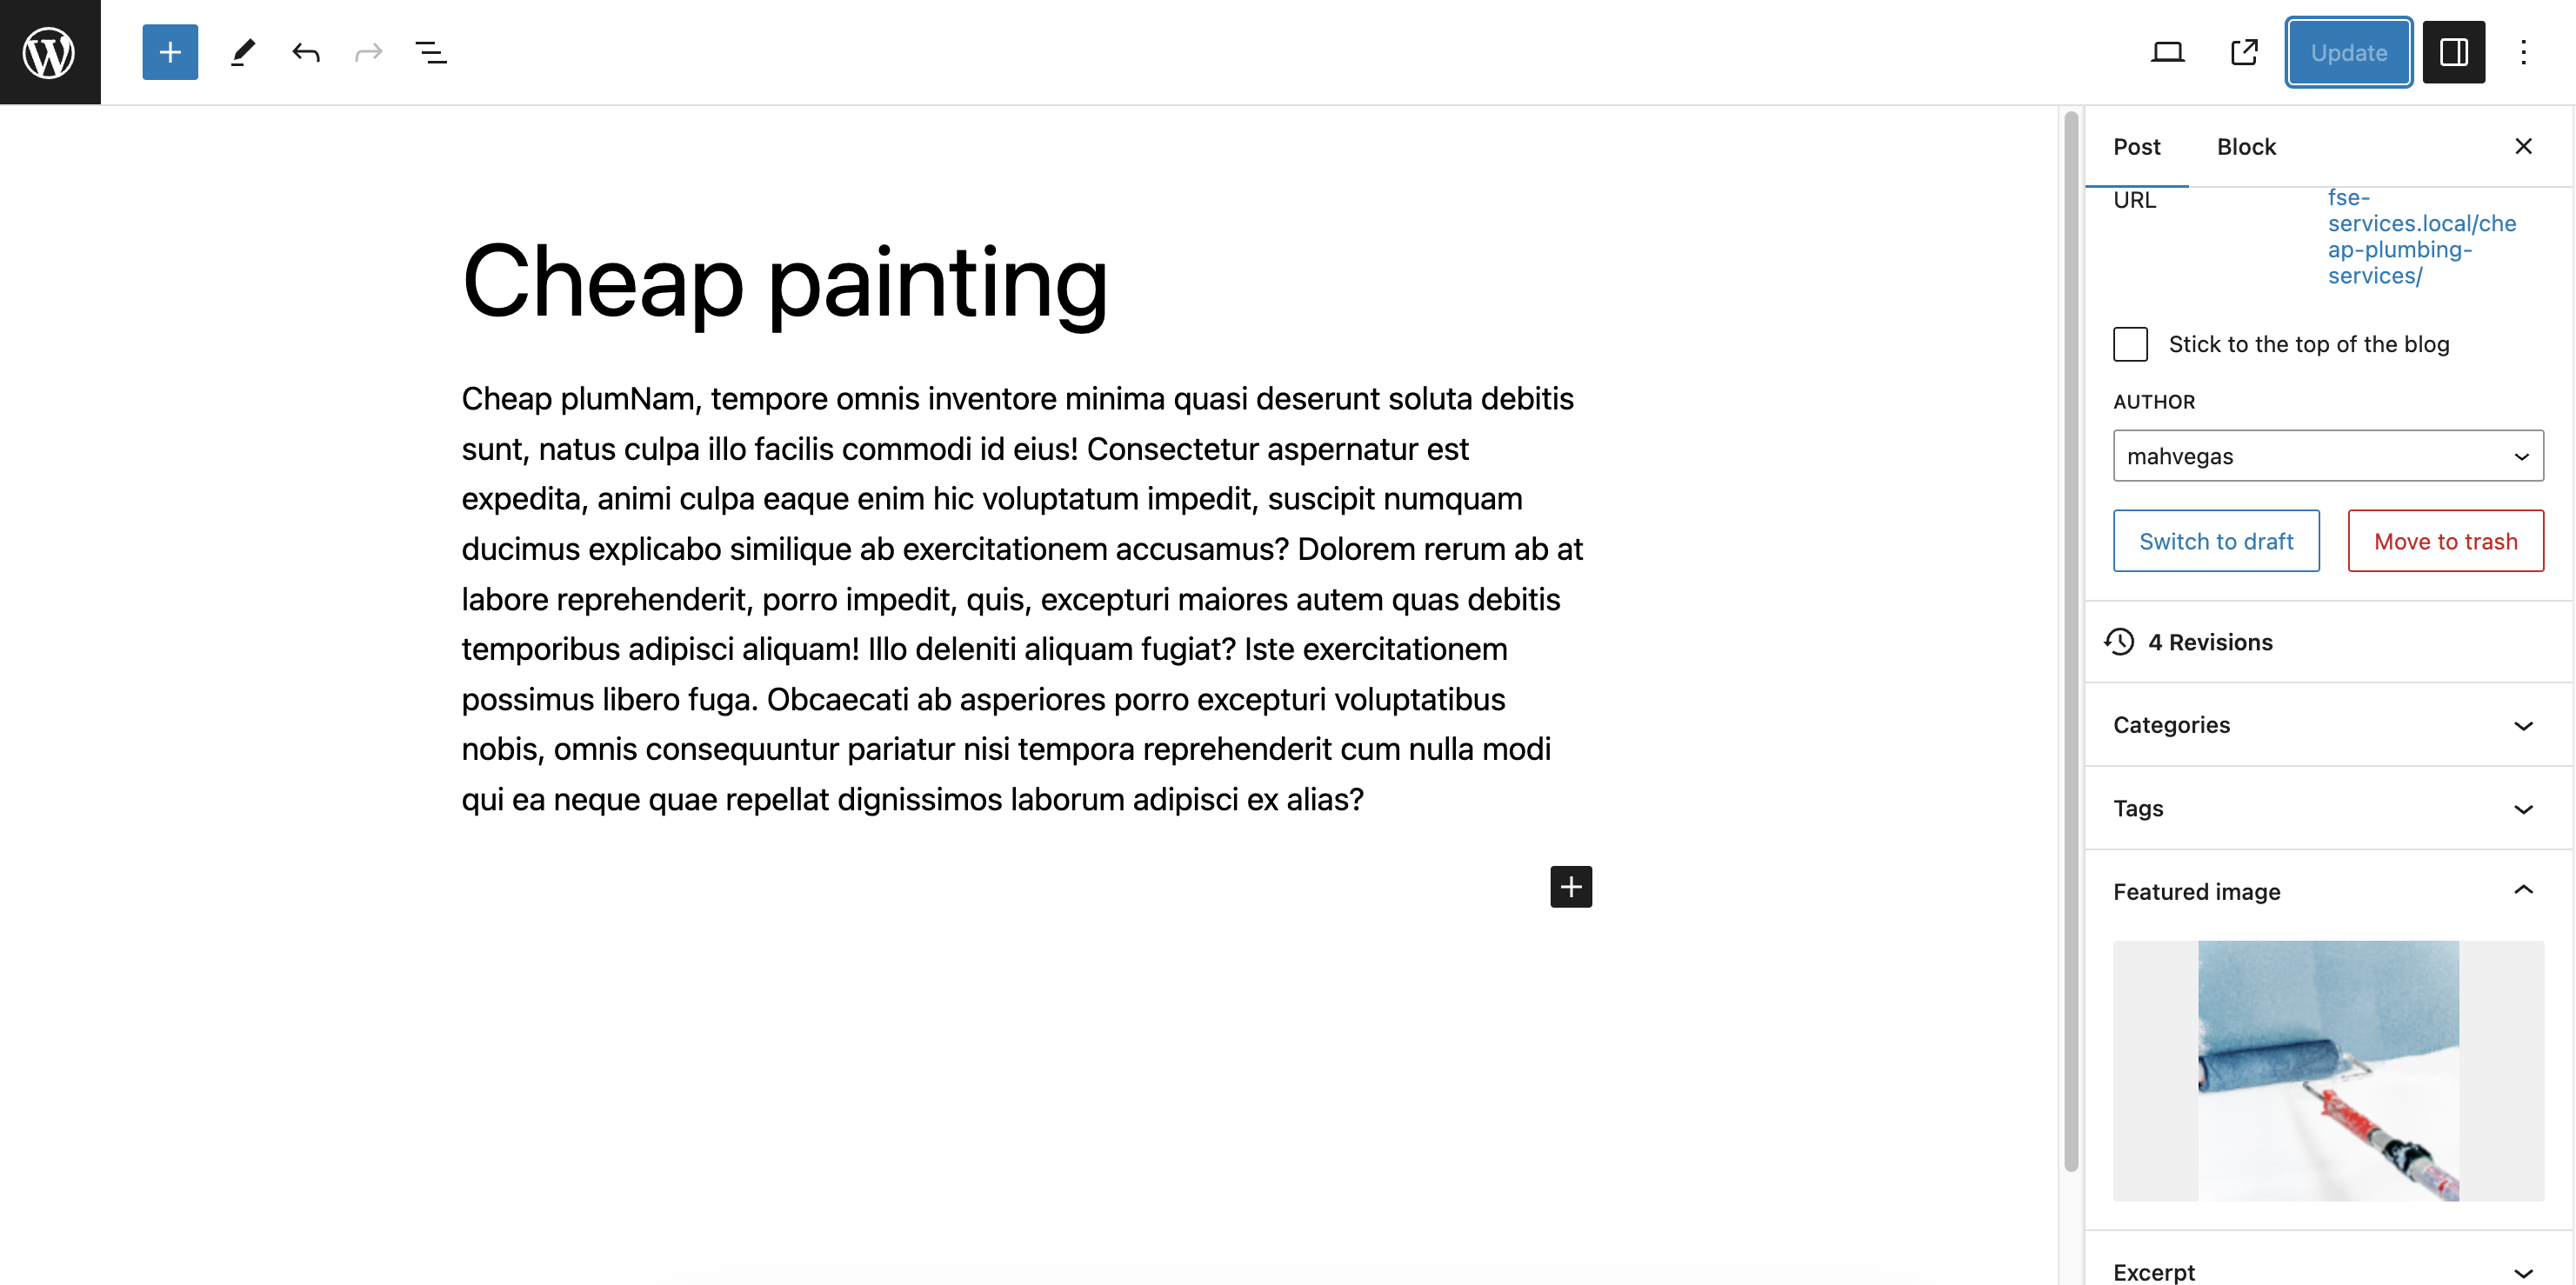 Update
Post
Block
URL
fse-
services.local/che
ap-plumbing-
services/
Stick to the top of the blog
AUTHOR
mahvegas
Switch to draft
Move to trash
4 Revisions
Categories
Tags
Featured image
Excerpt
Cheap painting
Cheap plumNam, tempore omnis inventore minima quasi deserunt soluta debitis
sunt, natus culpa illo facilis commodi id eius! Consectetur aspernatur est
expedita, animi culpa eaque enim hic voluptatum impedit, suscipit numquam
ducimus explicabo similique ab exercitationem accusamus? Dolorem rerum ab at
labore reprehenderit, porro impedit, quis, excepturi maiores autem quas debitis
temporibus adipisci aliquam! Illo deleniti aliquam fugiat? Iste exercitationem
possimus libero fuga. Obcaecati ab asperiores porro excepturi voluptatibus
nobis, omnis consequuntur pariatur nisi tempora reprehenderit cum nulla modi
qui ea neque quae repellat dignissimos laborum adipisci ex alias?